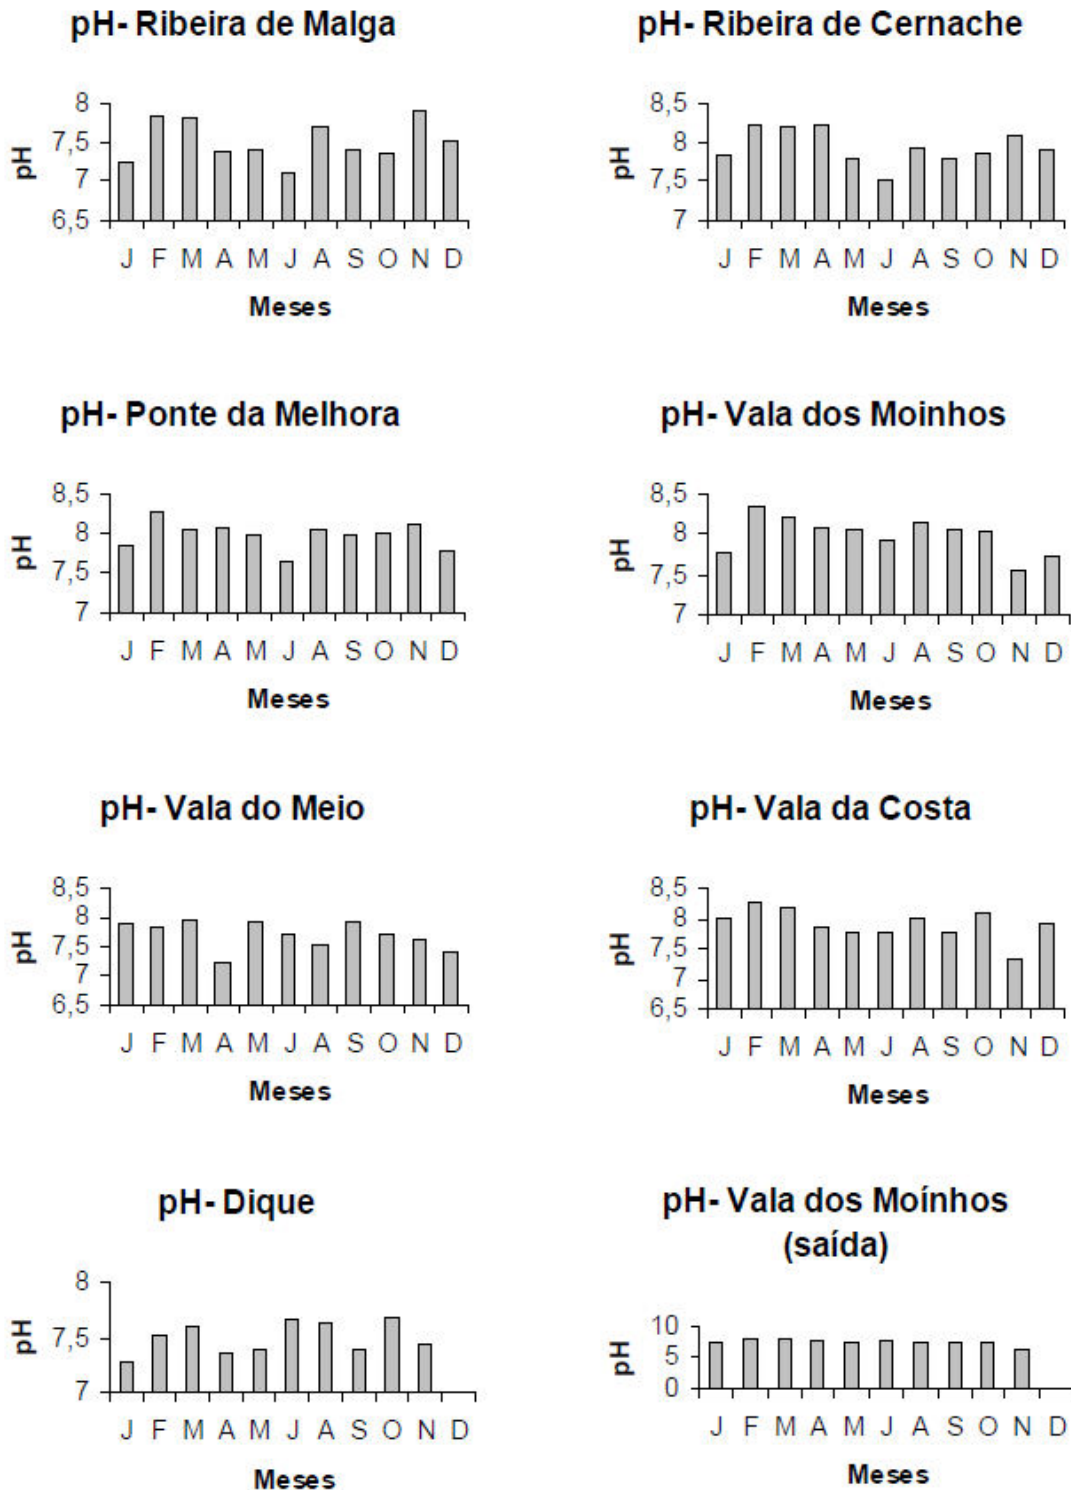 pH- Ribeira de Malga
8
7,5
7
6,5
pH
J F M A M J A S O N D
Meses
pH- Ribeira de Cernache
8,5
8
7,5
7
pH
J F M A M J A S O N D
Meses
pH- Ponte da Melhora
8,5
8
7,5
7
pH
J F M A M J A S O N D
Meses
pH- Vala dos Moinhos
8,5
8
7,5
7
pH
J F M A M J A S O N D
Meses
pH- Vala do Meio
8,5
8
7,5
7
6,5
pH
J F M A M J A S O N D
Meses
pH- Vala da Costa
8,5
8
7,5
7
6,5
pH
J F M A M J A S O N D
Meses
pH- Dique
8
7,5
7
pH
J F M A M J A S O N D
Meses
pH- Vala dos Moínhos
(saída)
10
5
0
pH
J F M A M J A S O N D
Meses